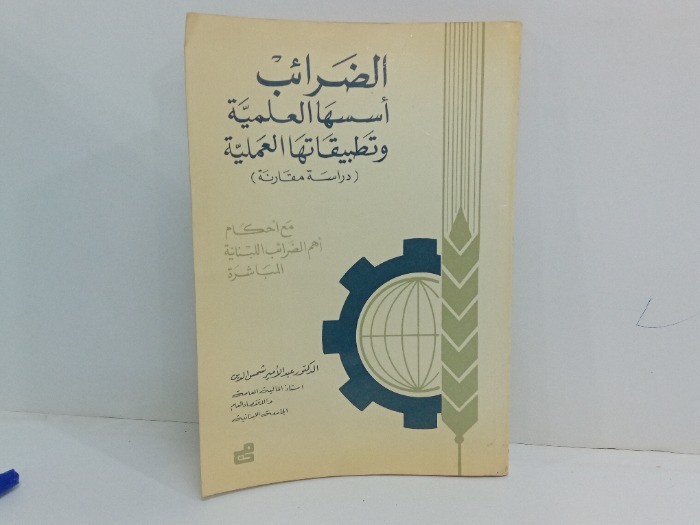 الضرائب
أسسها العلمية
وتطبيقاتها العملية
(دراسة مقارنة)
مع أحكام
أهم الضرائب اللبنانية
المباشرة
الدكتور عبد الأمير شمس الدين
استاذ المالية العامة
والاقتصاد العام
الجامعة اللبنانية